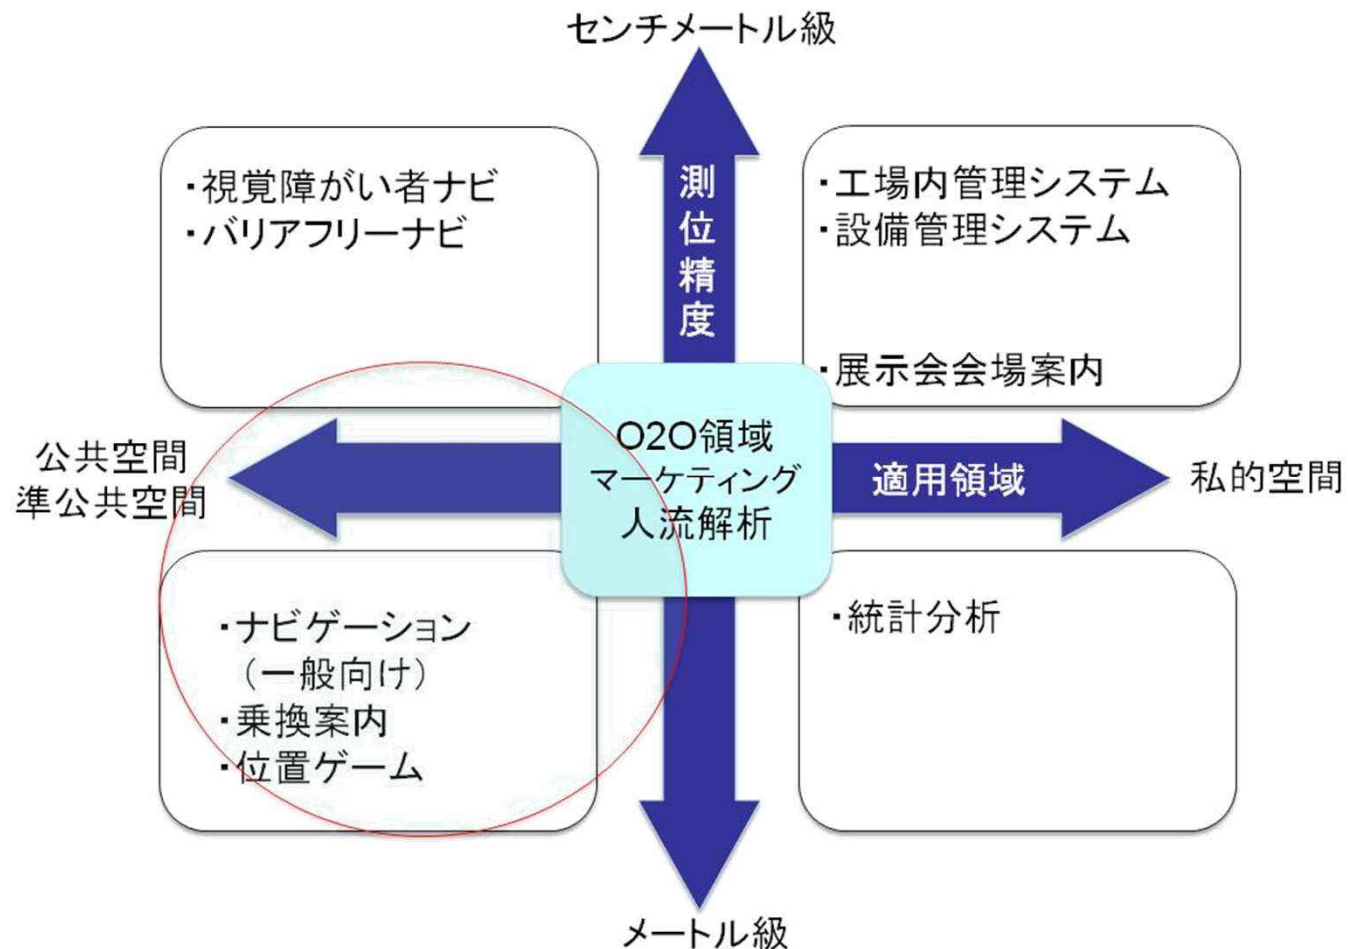 センチメートル級
・視覚障がい者ナビ
・バリアフリーナビ
測位精度
・工場内管理システム
・設備管理システム
・展示会会場案内
公共空間
準公共空間
O2O領域
マーケティング
人流解析
適用領域
私的空間
・ナビゲーション
（一般向け）
・乗換案内
・位置ゲーム
・統計分析
メートル級